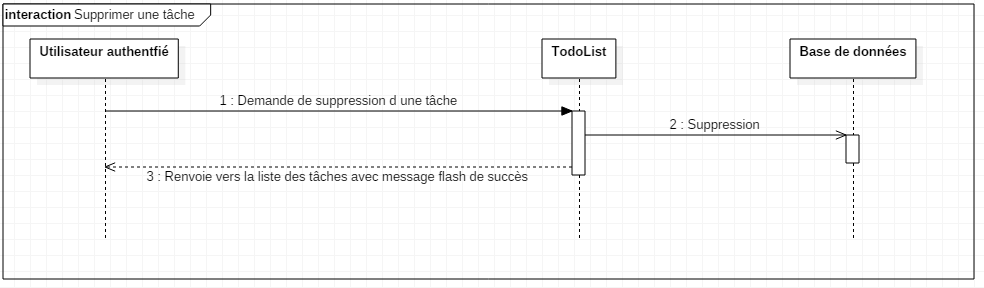 interaction Supprimer une tâche
Utilisateur authentfié
TodoList
Base de données
1 : Demande de suppression d une tâche
2 : Suppression
3 : Renvoie vers la liste des tâches avec message flash de succès